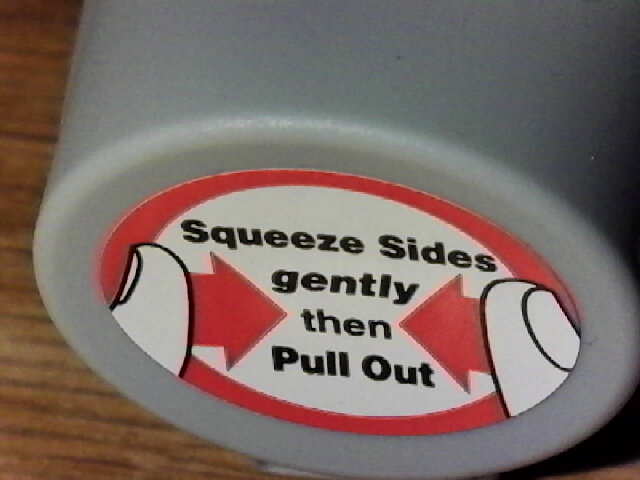 Squeeze Sides
gently
then
Pull Out